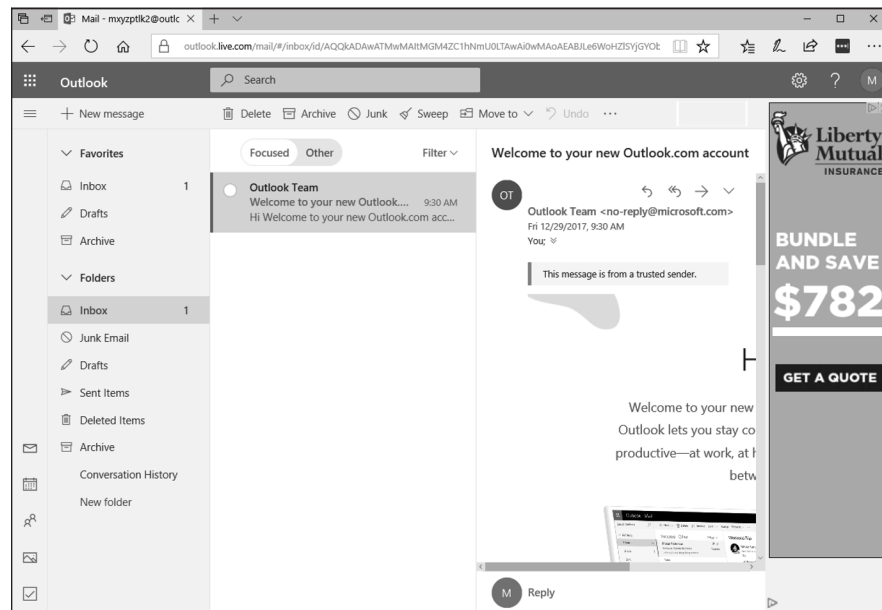 Mail - mxyzptlk2@outlc
outlook.live.com/mail/#/inbox/id/AQQkADAwATMwMAItMGM4ZC1hNmU0LTAwAi0wMAoAEABJLe6WoHZlSYjGYOt
Outlook
Search
M
New message
Delete
Archive
Junk
Sweep
Move to
Undo
Favorites
Inbox 1
Drafts
Archive
Folders
Inbox 1
Junk Email
Drafts
Sent Items
Deleted Items
Archive
Conversation History
New folder
Focused
Other
Filter
Outlook Team
Welcome to your new Outlook.... 9:30 AM
Hi Welcome to your new Outlook.com acc...
Welcome to your new Outlook.com account
OT
Outlook Team <no-reply@microsoft.com>
Fri 12/29/2017, 9:30 AM
You;
This message is from a trusted sender.
H
Welcome to your new
Outlook lets you stay co
productive—at work, at h
betw
M Reply
Liberty
Mutual
INSURANCE
BUNDLE
AND SAVE
$782
GET A QUOTE